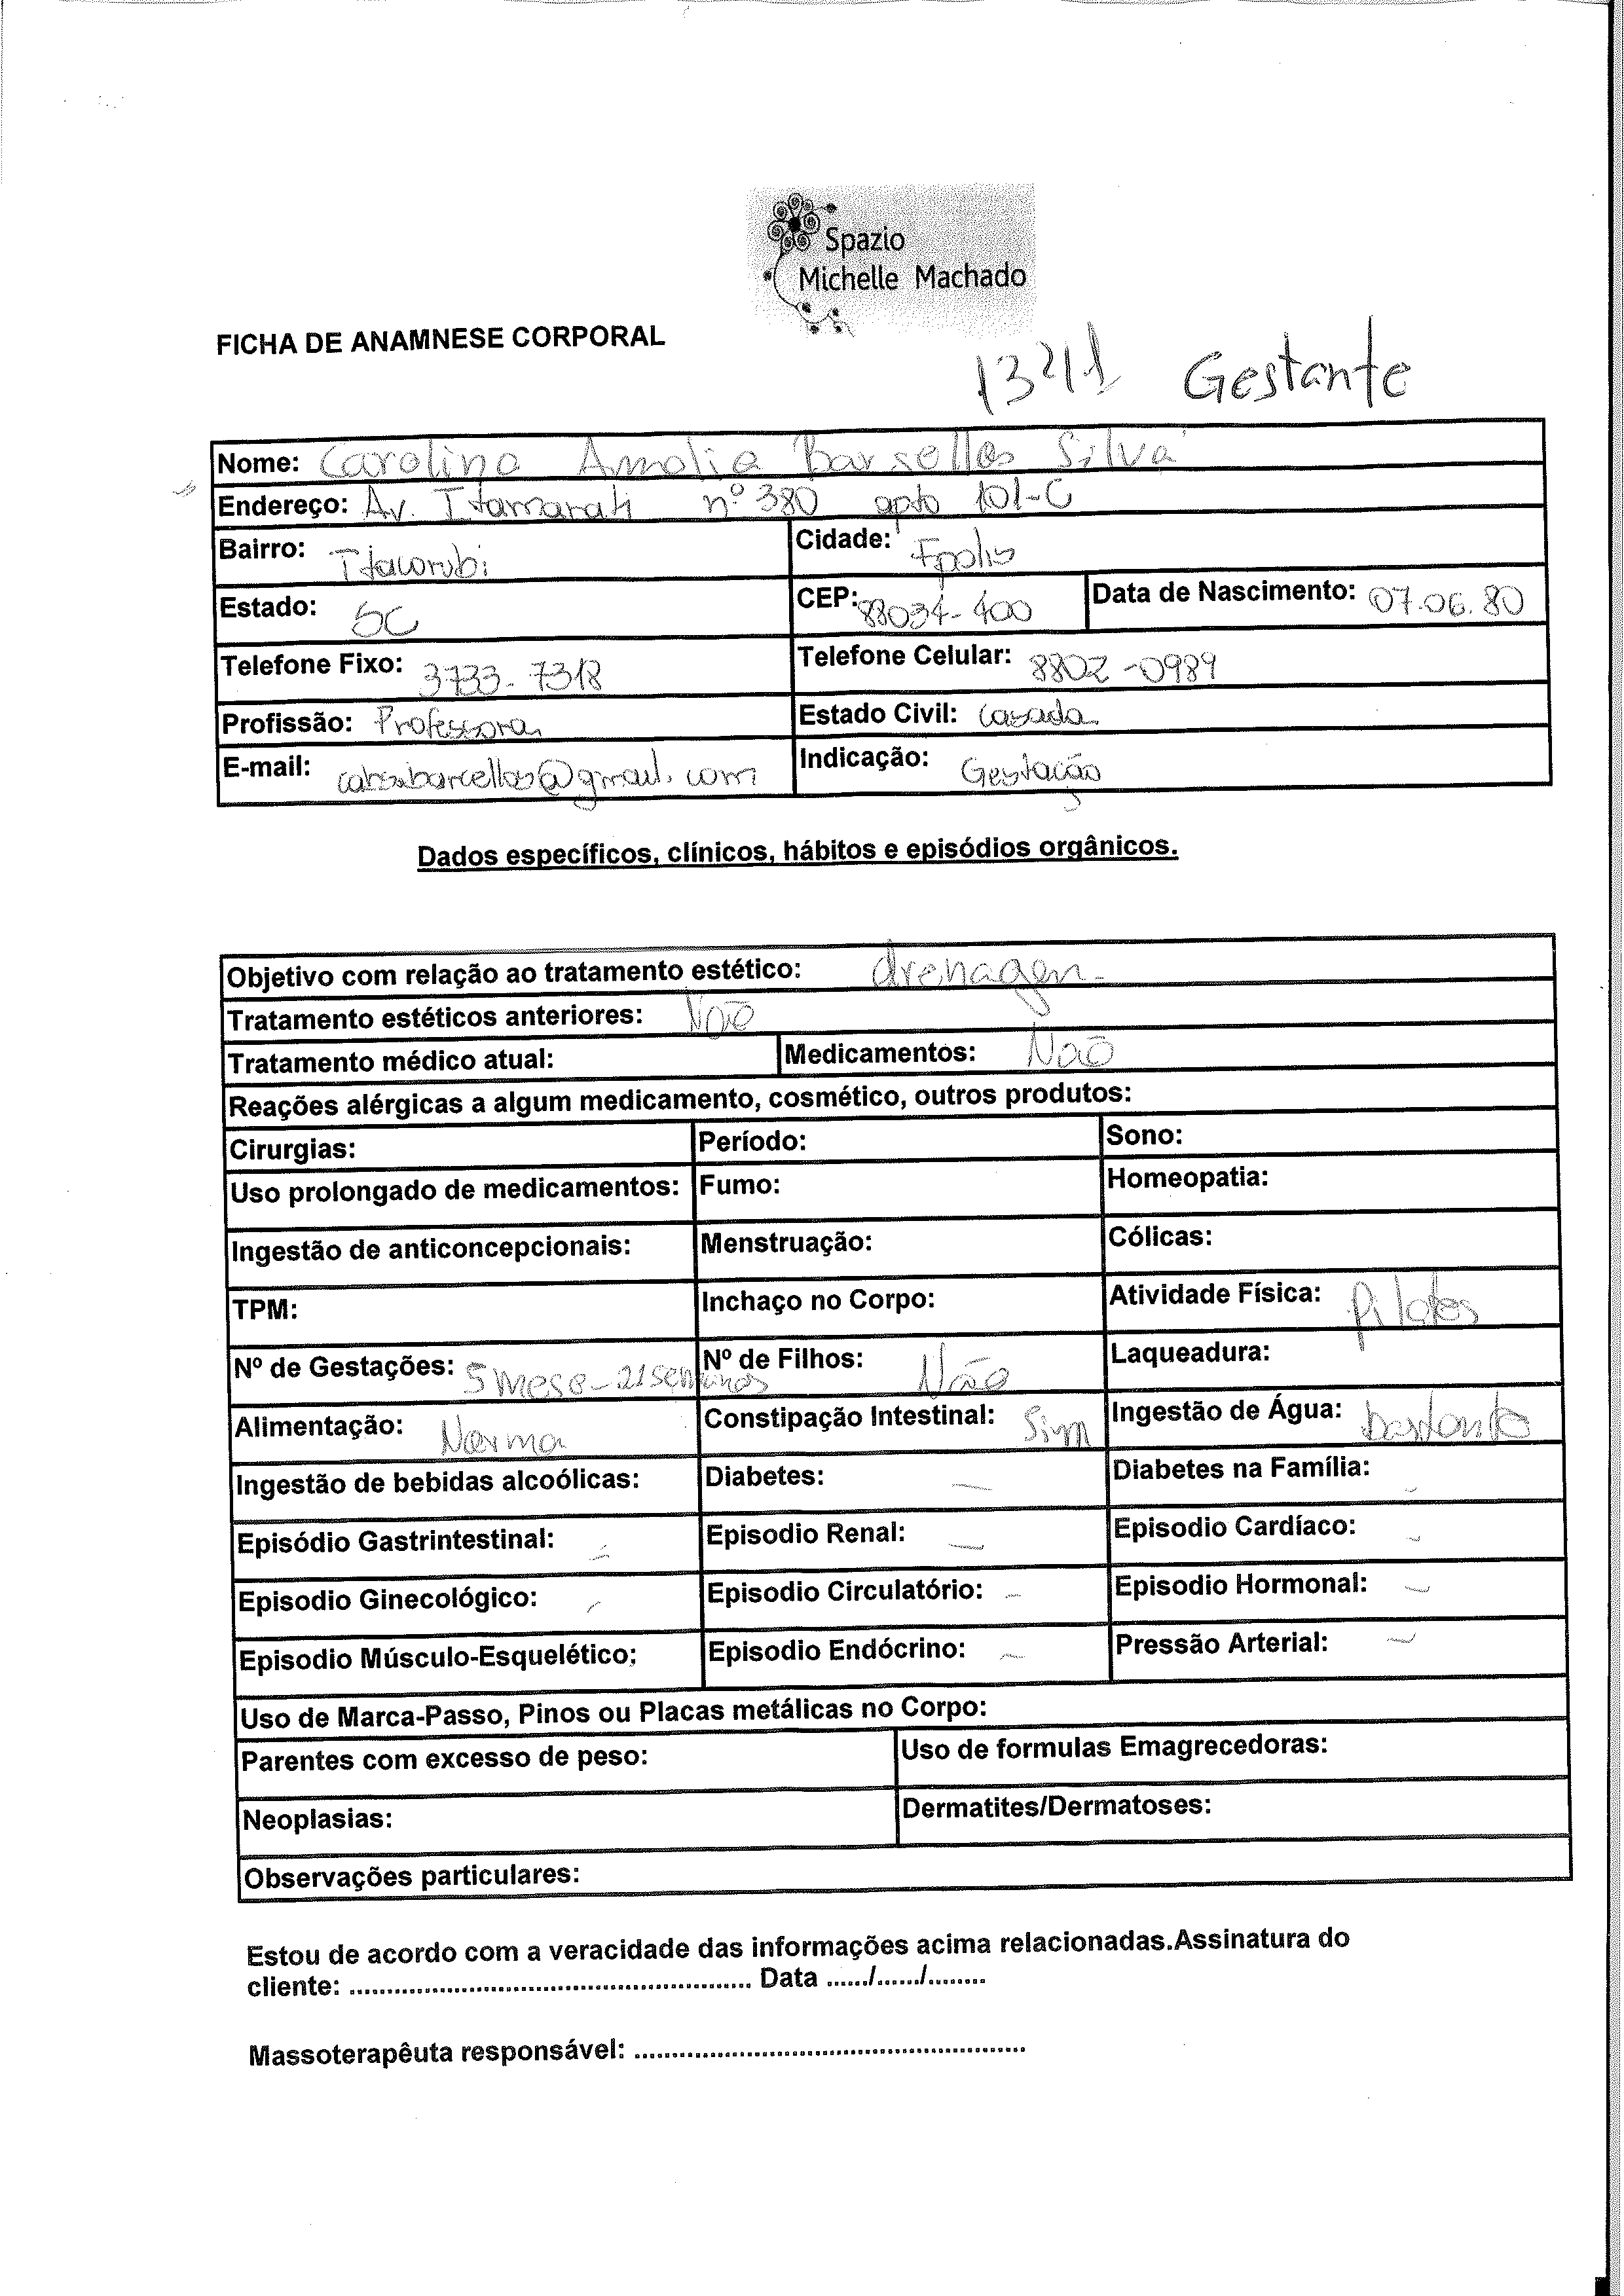 Spazio
Michelle Machado
FICHA DE ANAMNESE CORPORAL
1321 Gestante
Nome: Carolina Amalia Barsellos Silva
Endereço: Av. Itamarati nº 380 apto 101-C
Bairro: Itacorubi Cidade: Fpolis
Estado: SC CEP: 88034-400 Data de Nascimento: 07.06.80
Telefone Fixo: 3733-7318 Telefone Celular: 8802-0989
Profissão: Professora Estado Civil: Casada
E-mail: @gmail.com Indicação: Gestação
Dados específicos, clínicos, hábitos e episódios orgânicos.
Objetivo com relação ao tratamento estético: drenagem-
Tratamento estéticos anteriores: Não
Tratamento médico atual: Medicamentos: Não
Reações alérgicas a algum medicamento, cosmético, outros produtos:
Cirurgias: Período: Sono:
Uso prolongado de medicamentos: Fumo: Homeopatia:
Ingestão de anticoncepcionais: Menstruação: Cólicas:
TPM: Inchaço no Corpo: Atividade Física: Pilates
Nº de Gestações: 5 meses - 21 semanas Nº de Filhos: Não Laqueadura:
Alimentação: Norma Constipação Intestinal: Sim Ingestão de Água: bastante
Ingestão de bebidas alcoólicas: Diabetes: - Diabetes na Família: -
Episódio Gastrintestinal: - Episodio Renal: - Episodio Cardíaco: -
Episodio Ginecológico: - Episodio Circulatório: - Episodio Hormonal: -
Episodio Músculo-Esquelético: Episodio Endócrino: - Pressão Arterial: -
Uso de Marca-Passo, Pinos ou Placas metálicas no Corpo:
Parentes com excesso de peso: Uso de formulas Emagrecedoras:
Neoplasias: Dermatites/Dermatoses:
Observações particulares:
Estou de acordo com a veracidade das informações acima relacionadas.Assinatura do
cliente: ...................................................... Data ....../....../........
Massoterapêuta responsável: .....................................................